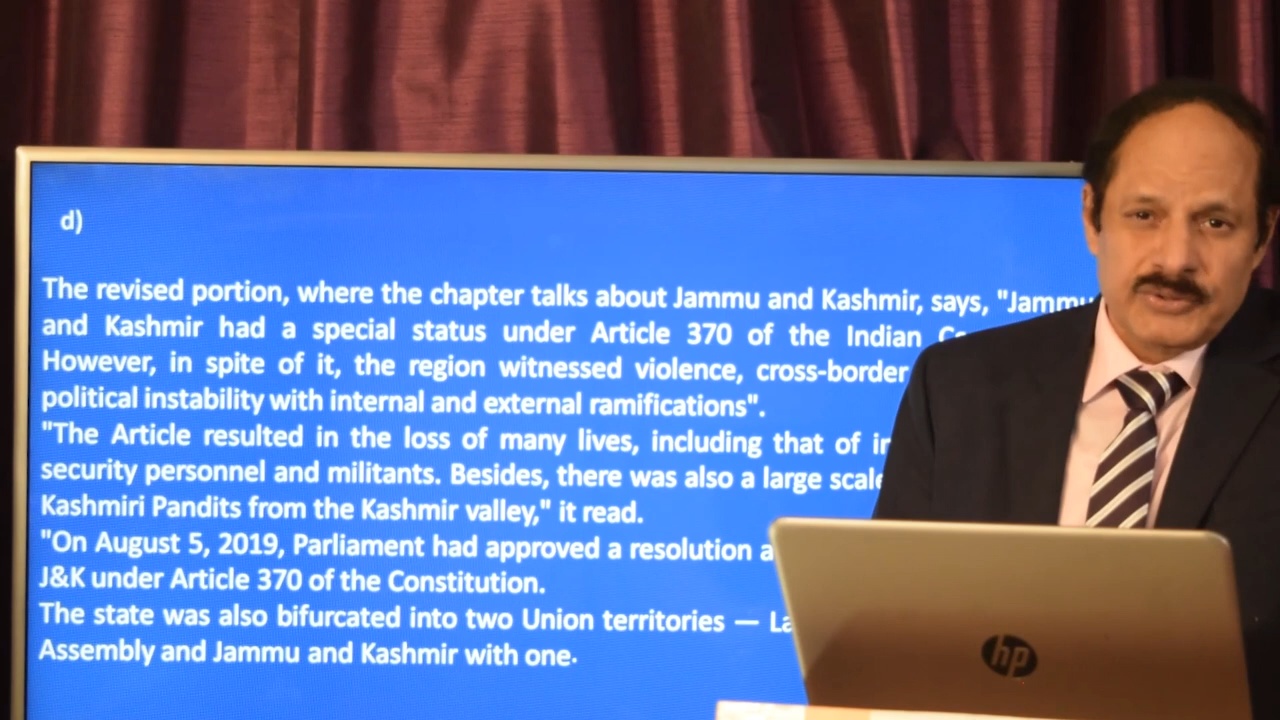 d)
The revised portion, where the chapter talks about Jammu and Kashmir, says, "Jammu
and Kashmir had a special status under Article 370 of the Indian
However, in spite of it, the region witnessed violence, cross-border
political instability with internal and external ramifications".
"The Article resulted in the loss of many lives, including that of
security personnel and militants. Besides, there was also a large scale
Kashmiri Pandits from the Kashmir valley," it read.
"On August 5, 2019, Parliament had approved a resolution
J&K under Article 370 of the Constitution.
The state was also bifurcated into two Union territories —
Assembly and Jammu and Kashmir with one.
hp